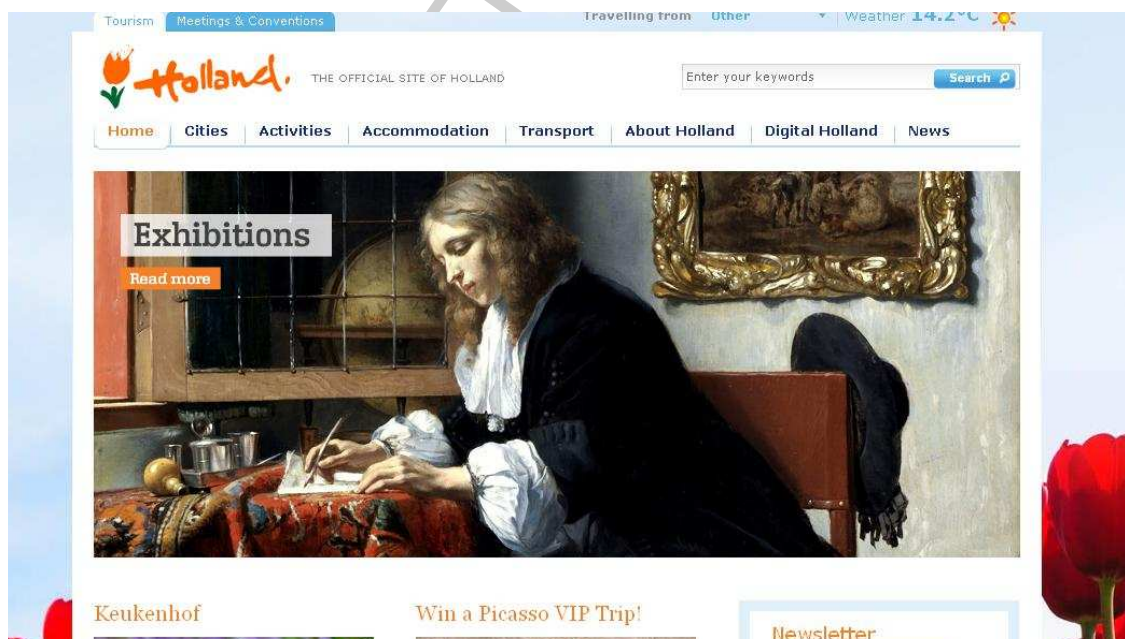 Tourism Meetings & Conventions Travelling from Other Weather 14.2°C
Holland. THE OFFICIAL SITE OF HOLLAND Enter your keywords Search
Home Cities Activities Accommodation Transport About Holland Digital Holland News
Exhibitions
Read more
Keukenhof Win a Picasso VIP Trip!
Newsletter